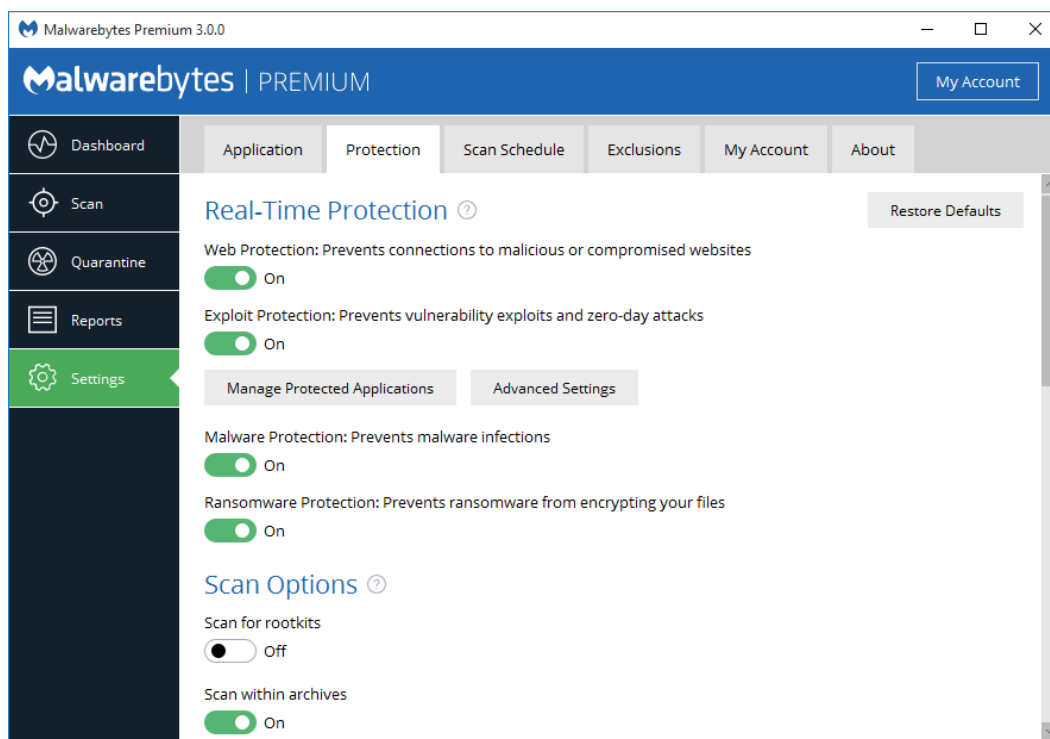 Malwarebytes Premium 3.0.0
Malwarebytes | PREMIUM
My Account
Dashboard
Scan
Quarantine
Reports
Settings
Application
Protection
Scan Schedule
Exclusions
My Account
About
Real-Time Protection ?
Restore Defaults
Web Protection: Prevents connections to malicious or compromised websites
On
Exploit Protection: Prevents vulnerability exploits and zero-day attacks
On
Manage Protected Applications
Advanced Settings
Malware Protection: Prevents malware infections
On
Ransomware Protection: Prevents ransomware from encrypting your files
On
Scan Options ?
Scan for rootkits
Off
Scan within archives
On